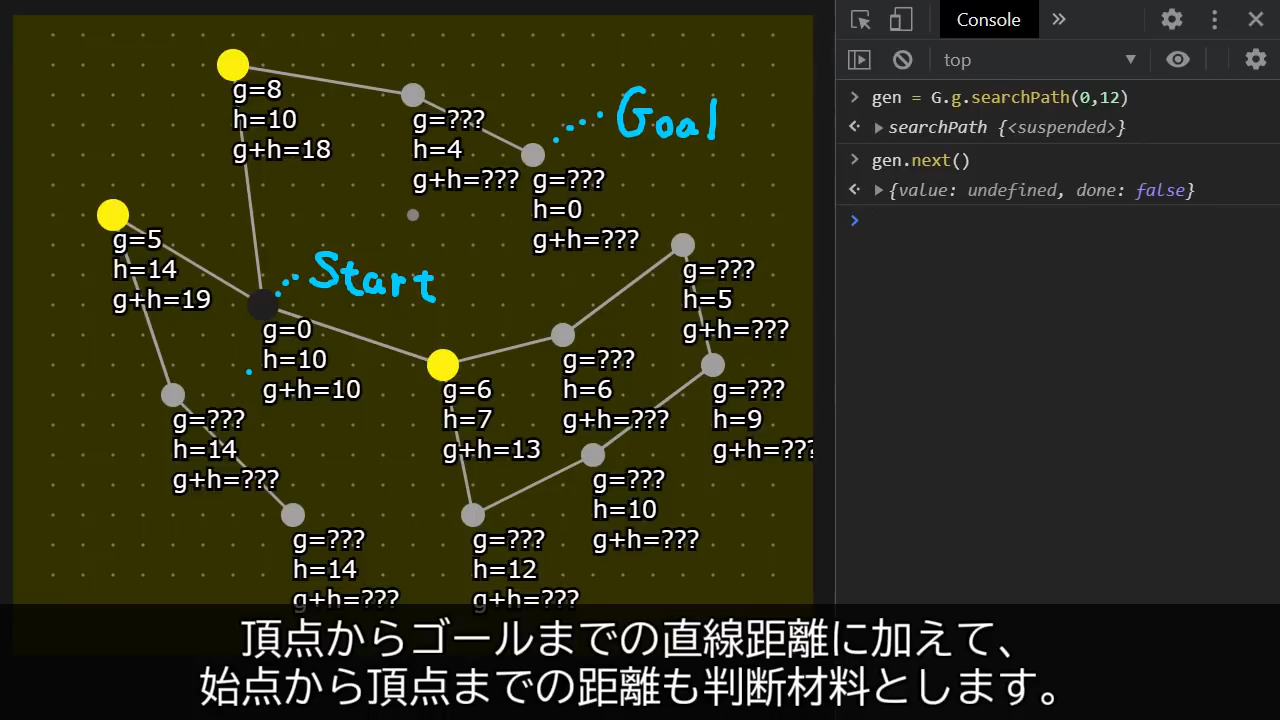 g=8
h=10
g+h=18
g=???
h=4
g+h=???
Goal
g=???
h=0
g+h=???
g=5
h=14
g+h=19
Start
g=0
h=10
g+h=10
g=???
h=5
g+h=???
g=???
h=6
g+h=???
g=6
h=7
g+h=13
g=???
h=9
g+h=???
g=???
h=14
g+h=???
g=???
h=10
g+h=???
g=???
h=14
g+h=???
g=???
h=12
g+h=???
Console
top
gen = G.g.searchPath(0,12)
searchPath {<suspended>}
gen.next()
{value: undefined, done: false}
頂点からゴールまでの直線距離に加えて、
始点から頂点までの距離も判断材料とします。